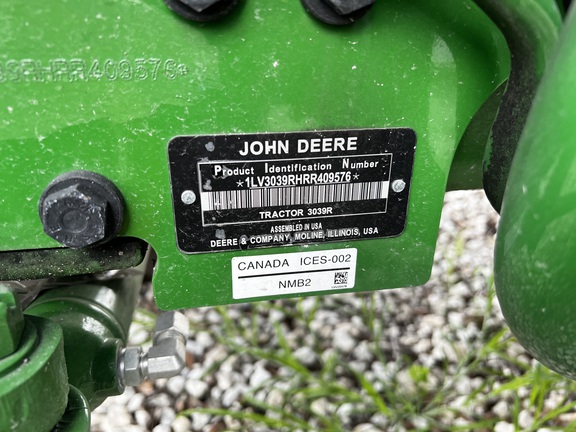 RHRR409576*
JOHN DEERE
Product Identification Number
*1LV3039RHRR409576*
TRACTOR 3039R
ASSEMBLED IN USA
DEERE & COMPANY, MOLINE, ILLINOIS, USA
CANADA ICES-002
NMB2